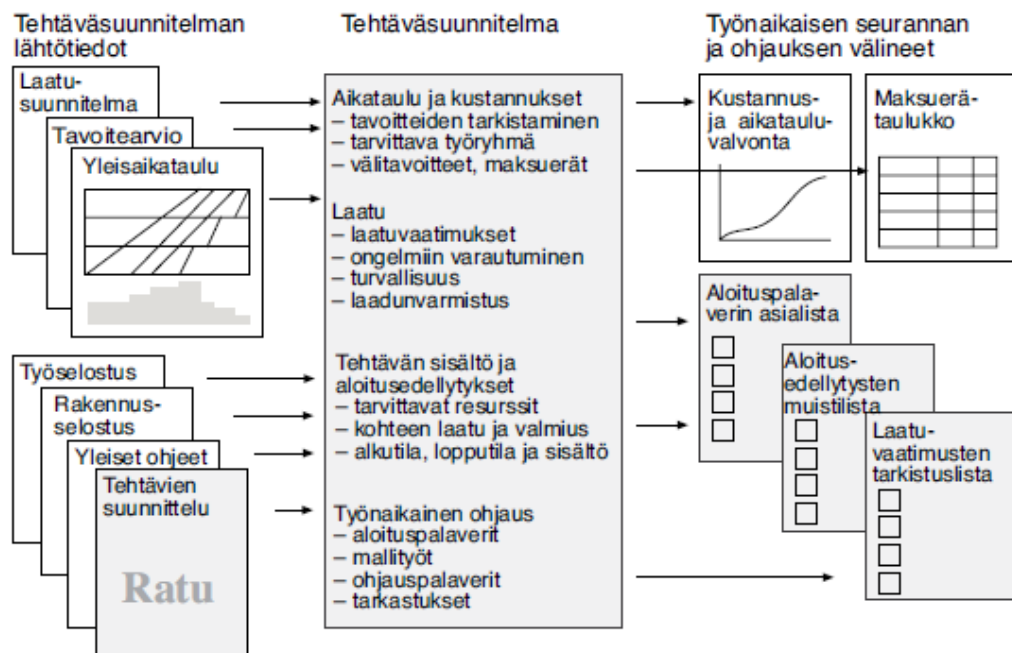 Tehtäväsuunnitelman
lähtötiedot
Laatu-
suunnitelma
Tavoitearvio
Yleisaikataulu
Työselostus
Rakennus-
selostus
Yleiset ohjeet
Tehtävien
suunnittelu
Ratu
Tehtäväsuunnitelma
Aikataulu ja kustannukset
– tavoitteiden tarkistaminen
– tarvittava työryhmä
– välitavoitteet, maksuerät
Laatu
– laatuvaatimukset
– ongelmiin varautuminen
– turvallisuus
– laadunvarmistus
Tehtävän sisältö ja
aloitusedellytykset
– tarvittavat resurssit
– kohteen laatu ja valmius
– alkutila, lopputila ja sisältö
Työnaikainen ohjaus
– aloituspalaverit
– mallityöt
– ohjauspalaverit
– tarkastukset
Työnaikaisen seurannan
ja ohjauksen välineet
Kustannus-
ja aikataulu-
valvonta
Maksuerä-
taulukko
Aloituspala-
verin asialista
Aloitus-
edellytysten
muistilista
Laatu-
vaatimusten
tarkistuslista